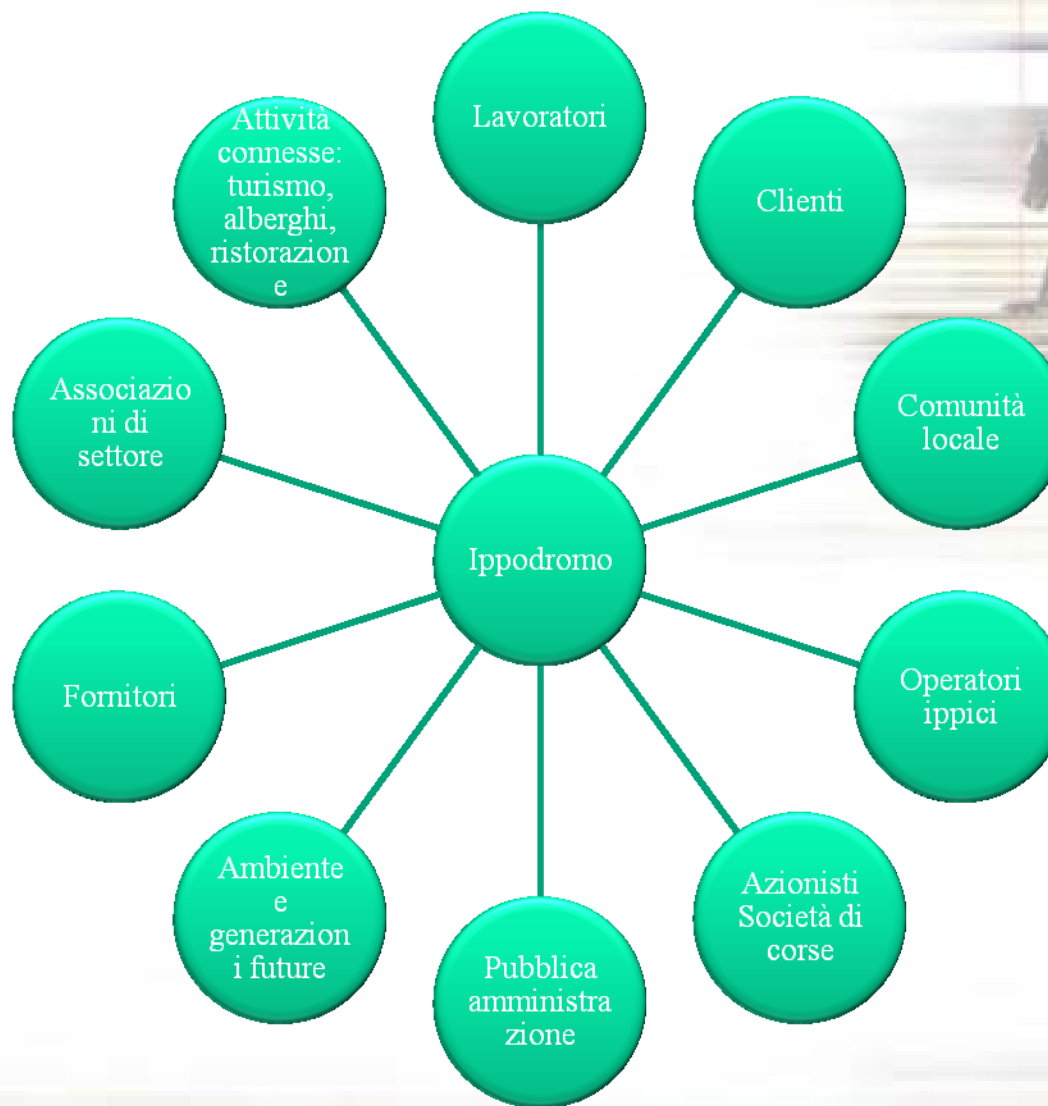 Lavoratori
Clienti
Comunità
locale
Operatori
ippici
Azionisti
Società di
corse
Pubblica
amministra
zione
Ambiente
e
generazion
i future
Fornitori
Associazio
ni di
settore
Attività
connesse:
turismo,
alberghi,
ristorazion
e
Ippodromo